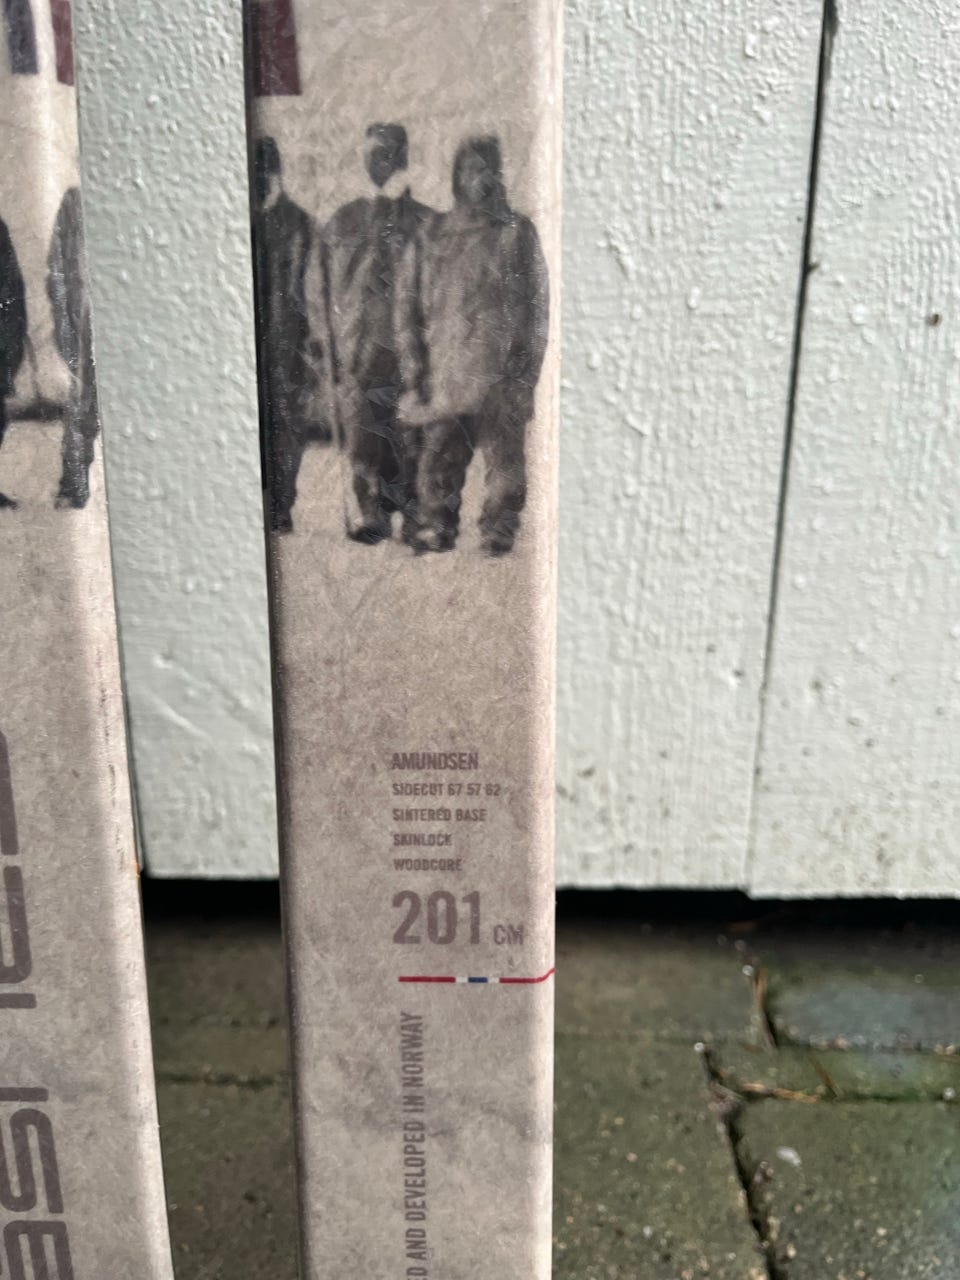 AMUNDSEN
SIDECUT 67 57 62
SINTERED BASE
SKINLOCK
WOODCORE
201 CM
AND DEVELOPED IN NORWAY